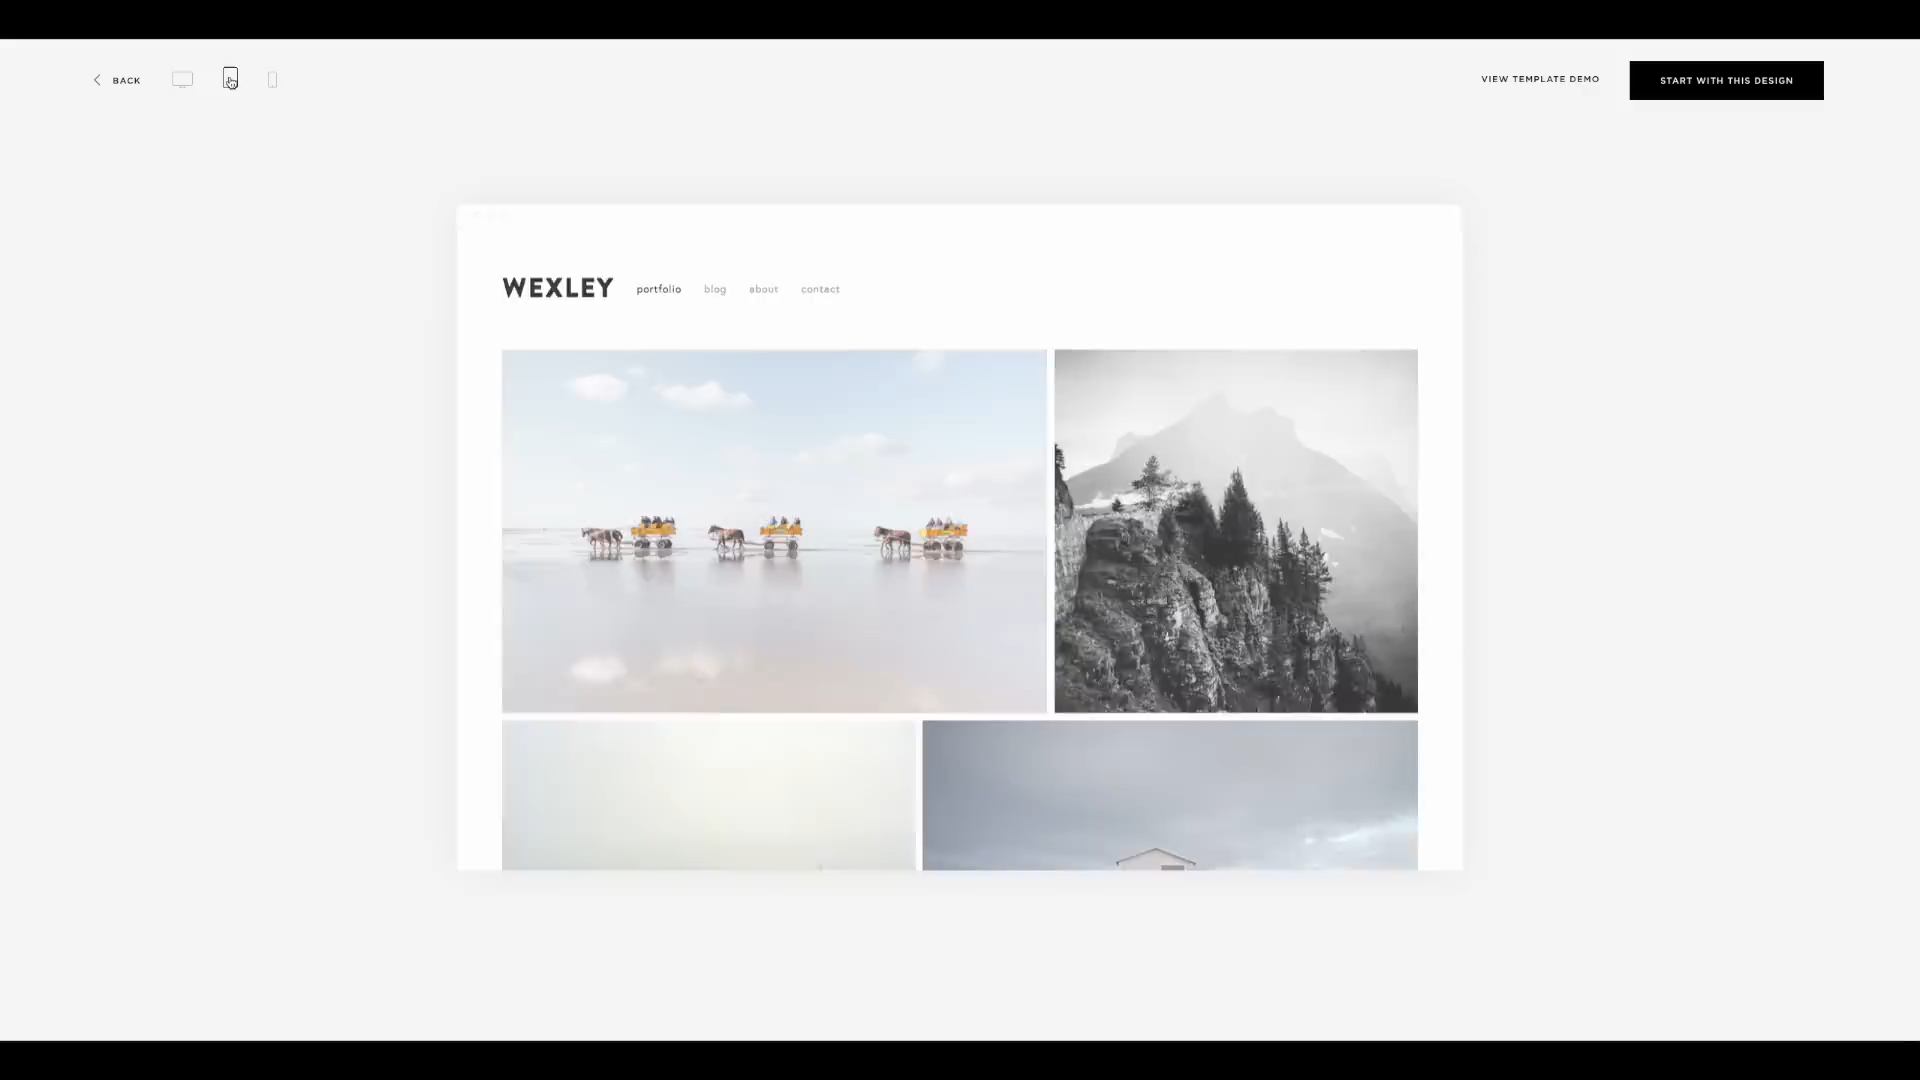 BACK
VIEW TEMPLATE DEMO
START WITH THIS DESIGN
WEXLEY portfolio blog about contact